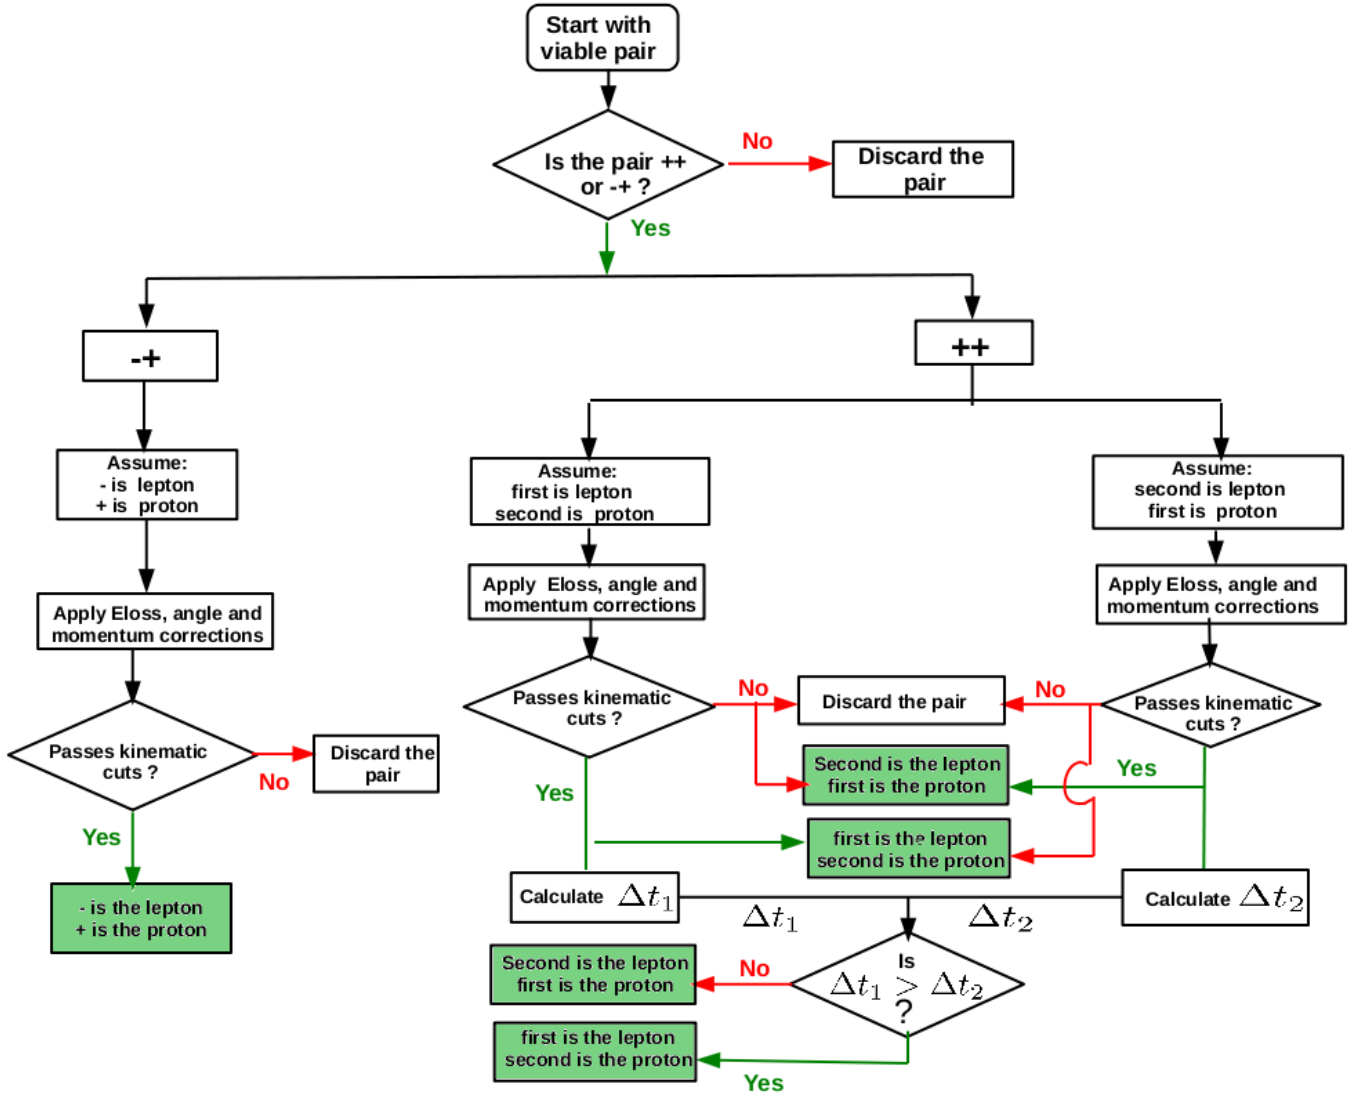 Start with
viable pair
Is the pair ++
or -+ ?
No
Discard the
pair
Yes
-+
++
Assume:
- is lepton
+ is proton
Assume:
first is lepton
second is proton
Assume:
second is lepton
first is proton
Apply Eloss, angle and
momentum corrections
Apply Eloss, angle and
momentum corrections
Apply Eloss, angle and
momentum corrections
Passes kinematic
cuts ?
No
Discard the
pair
Yes
- is the lepton
+ is the proton
Passes kinematic
cuts ?
No
Discard the pair
No
Passes kinematic
cuts ?
Yes
Second is the lepton
first is the proton
Yes
first is the lepton
second is the proton
Calculate Δt₁
Δt₁
Δt₂
Calculate Δt₂
Is
Δt₁ > Δt₂
?
No
Second is the lepton
first is the proton
first is the lepton
second is the proton
Yes